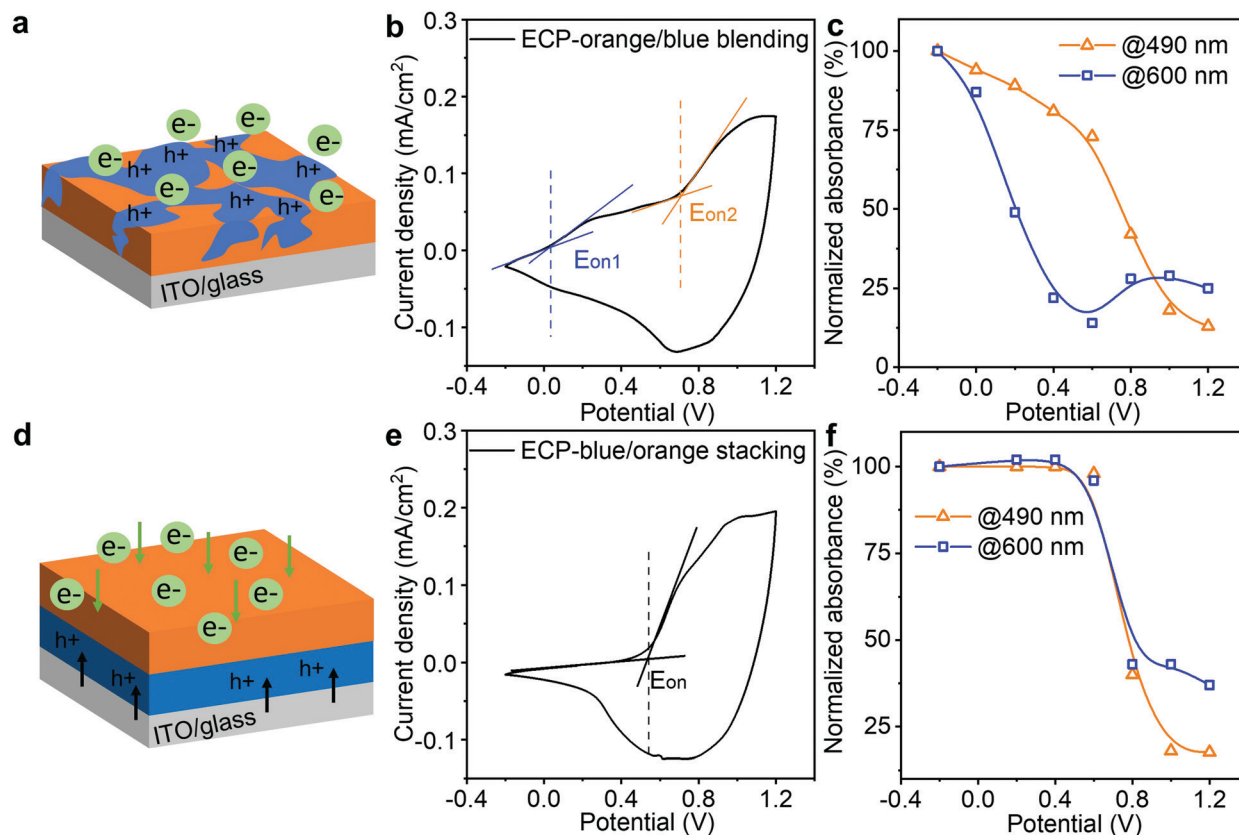 a
e-
e-
e-
e-
e-
e-
e-
h+
h+
h+
h+
h+
h+
h+
ITO/glass
b
ECP-orange/blue blending
Current density (mA/cm²)
0.3
0.2
0.1
0.0
-0.1
Eon1
Eon2
-0.4
0.0
0.4
0.8
1.2
Potential (V)
c
@490 nm
@600 nm
Normalized absorbance (%)
100
75
50
25
0
-0.4
0.0
0.4
0.8
1.2
Potential (V)
d
e-
e-
e-
e-
e-
e-
e-
h+
h+
h+
h+
ITO/glass
e
ECP-blue/orange stacking
Current density (mA/cm²)
0.3
0.2
0.1
0.0
-0.1
Eon
-0.4
0.0
0.4
0.8
1.2
Potential (V)
f
@490 nm
@600 nm
Normalized absorbance (%)
100
75
50
25
-0.4
0.0
0.4
0.8
1.2
Potential (V)